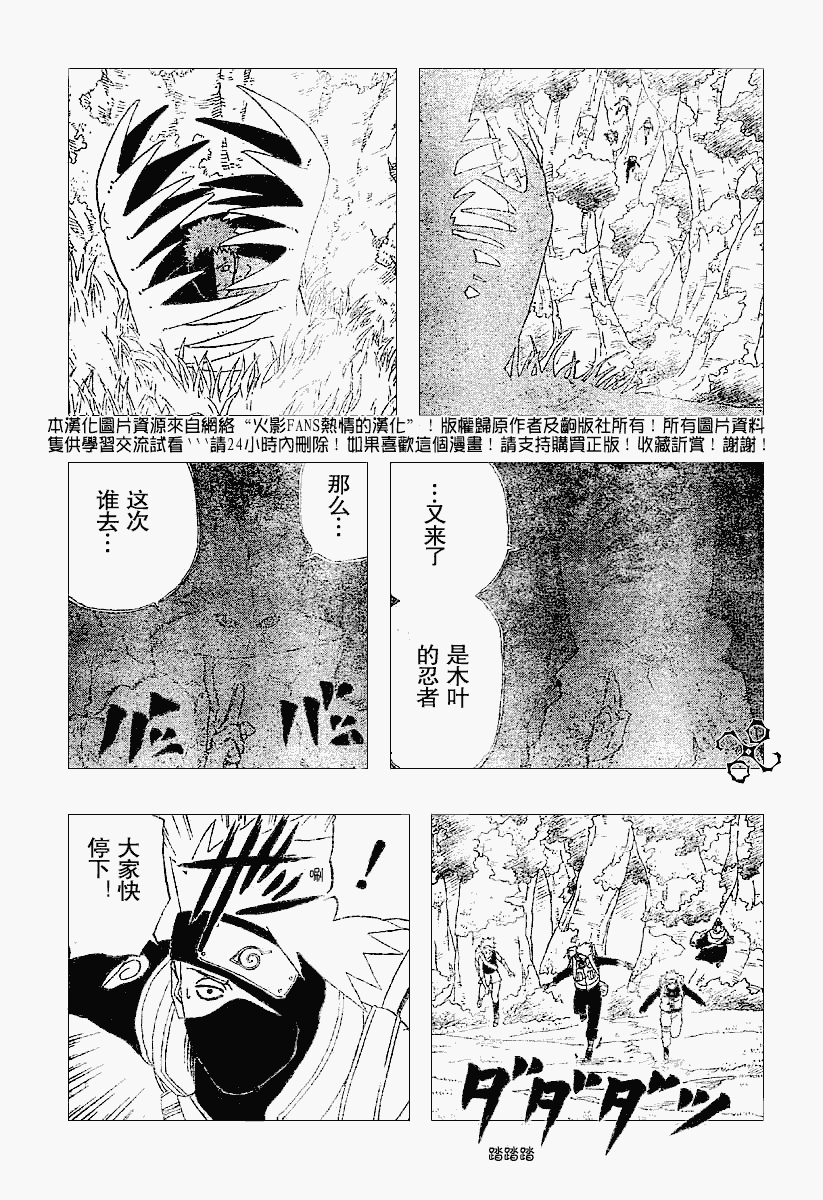 本漢化圖片資源來自網絡“火影FANS熱情的漢化”！版權歸原作者及齣版社所有！所有圖片資料
隻供學習交流試看```請24小時內刪除！如果喜歡這個漫畫！請支持購買正版！收藏訢賞！謝謝！
…又来了
是木叶
的忍者
那么…
这次
谁去…
ダダダッ
踏踏踏
！
大家快
停下！